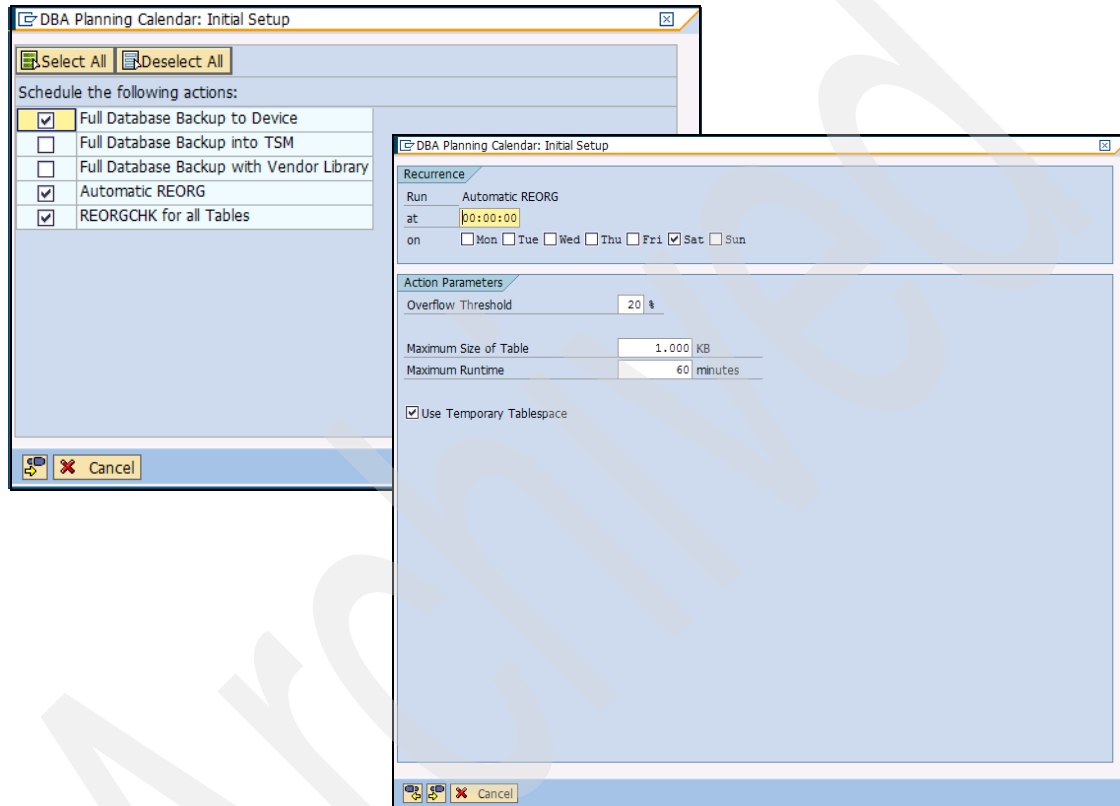 DBA Planning Calendar: Initial Setup
Select All Deselect All
Schedule the following actions:
Full Database Backup to Device
Full Database Backup into TSM
Full Database Backup with Vendor Library
Automatic REORG
REORGCHK for all Tables
Cancel
DBA Planning Calendar: Initial Setup
Recurrence
Run Automatic REORG
at 00:00:00
on Mon Tue Wed Thu Fri Sat Sun
Action Parameters
Overflow Threshold 20 %
Maximum Size of Table 1.000 KB
Maximum Runtime 60 minutes
Use Temporary Tablespace
Cancel
Archived